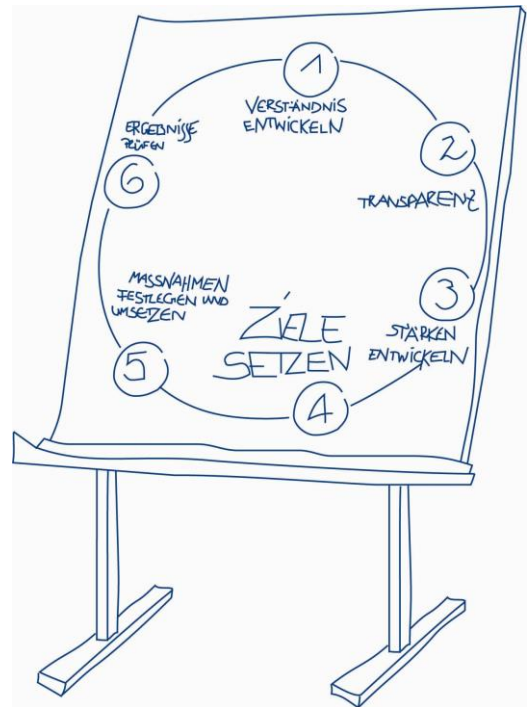 1
VERSTÄNDNIS
ENTWICKELN
2
TRANSPARENZ
3
STÄRKEN
ENTWICKELN
4
ZIELE
SETZEN
5
MASSNAHMEN
FESTLEGEN UND
UMSETZEN
6
ERGEBNISSE
PRÜFEN